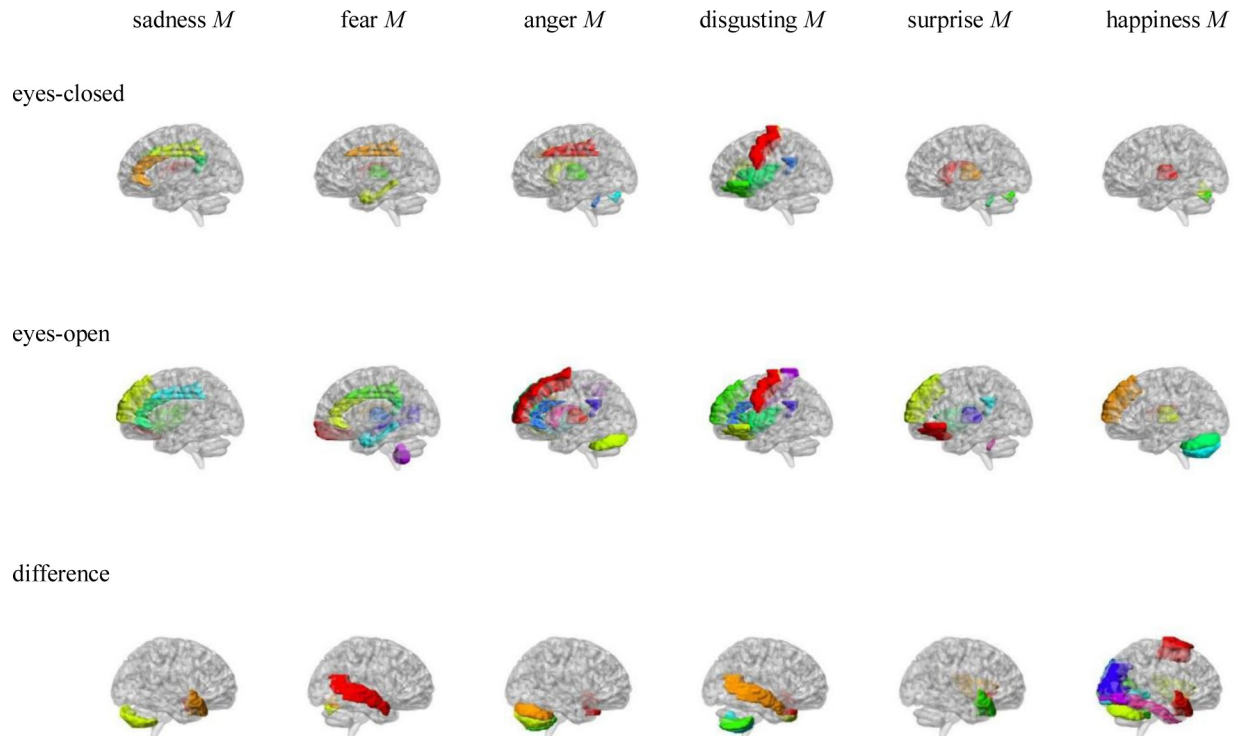 sadness M fear M anger M disgusting M surprise M happiness M
eyes-closed
eyes-open
difference